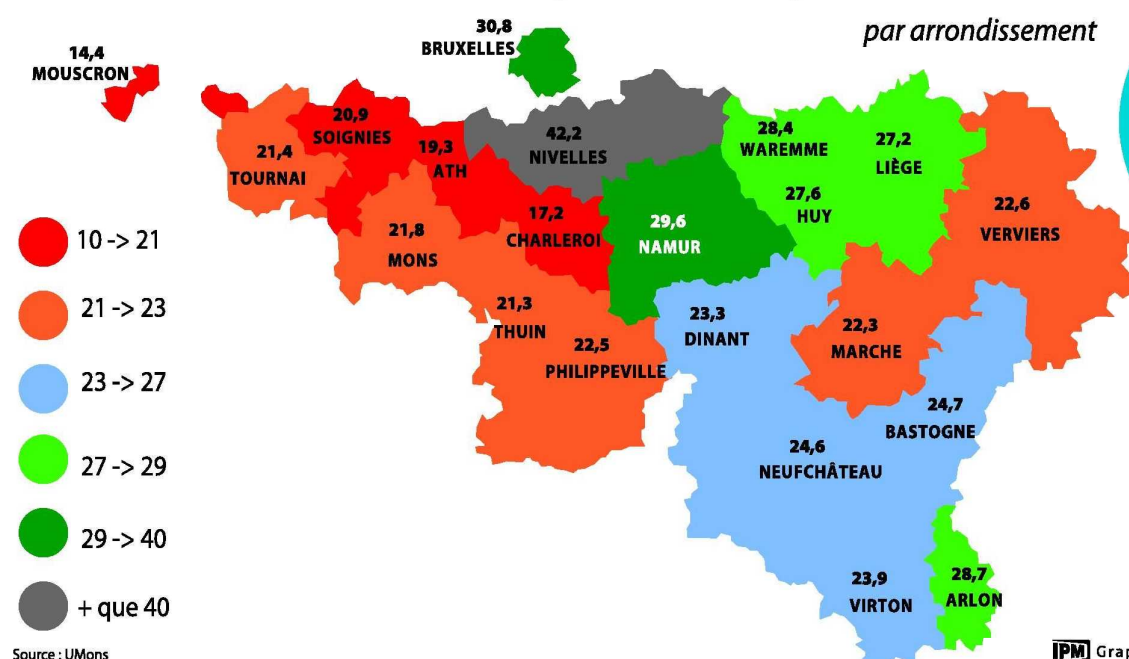 par arrondissement
30,8
BRUXELLES
14,4
MOUSCRON
20,9
SOIGNIES
21,4
TOURNAI
19,3
ATH
42,2
NIVELLES
28,4
WAREMME
27,2
LIÈGE
27,6
HUY
22,6
VERVIERS
17,2
CHARLEROI
29,6
NAMUR
21,8
MONS
21,3
THUIN
22,5
PHILIPPEVILLE
23,3
DINANT
22,3
MARCHE
24,7
BASTOGNE
24,6
NEUFCHÂTEAU
23,9
VIRTON
28,7
ARLON
10 -> 21
21 -> 23
23 -> 27
27 -> 29
29 -> 40
+ que 40
Source : UMons
IPM Grap